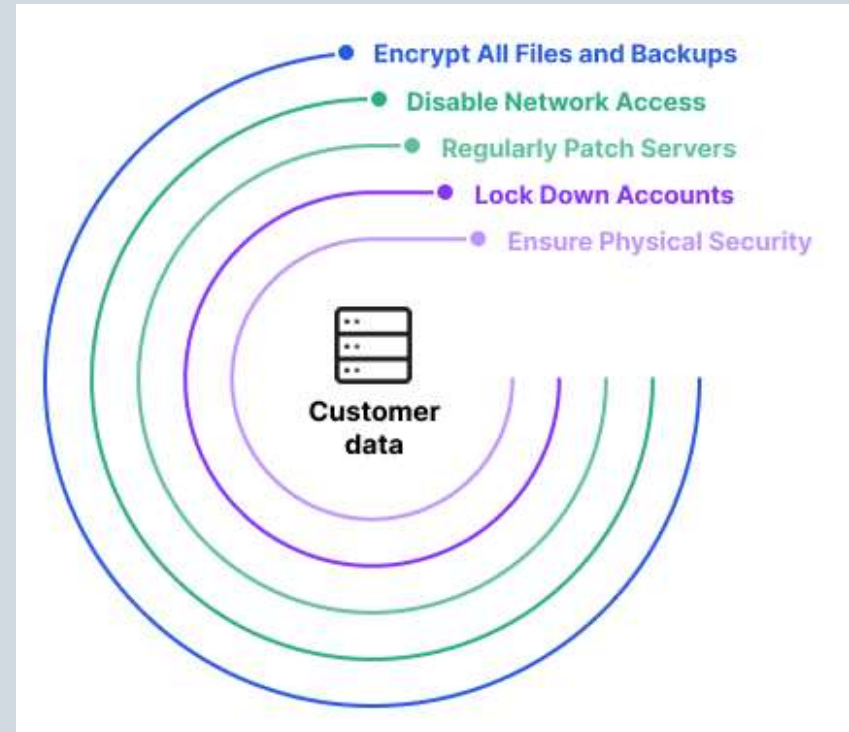 Encrypt All Files and Backups
Disable Network Access
Regularly Patch Servers
Lock Down Accounts
Ensure Physical Security
Customer
data